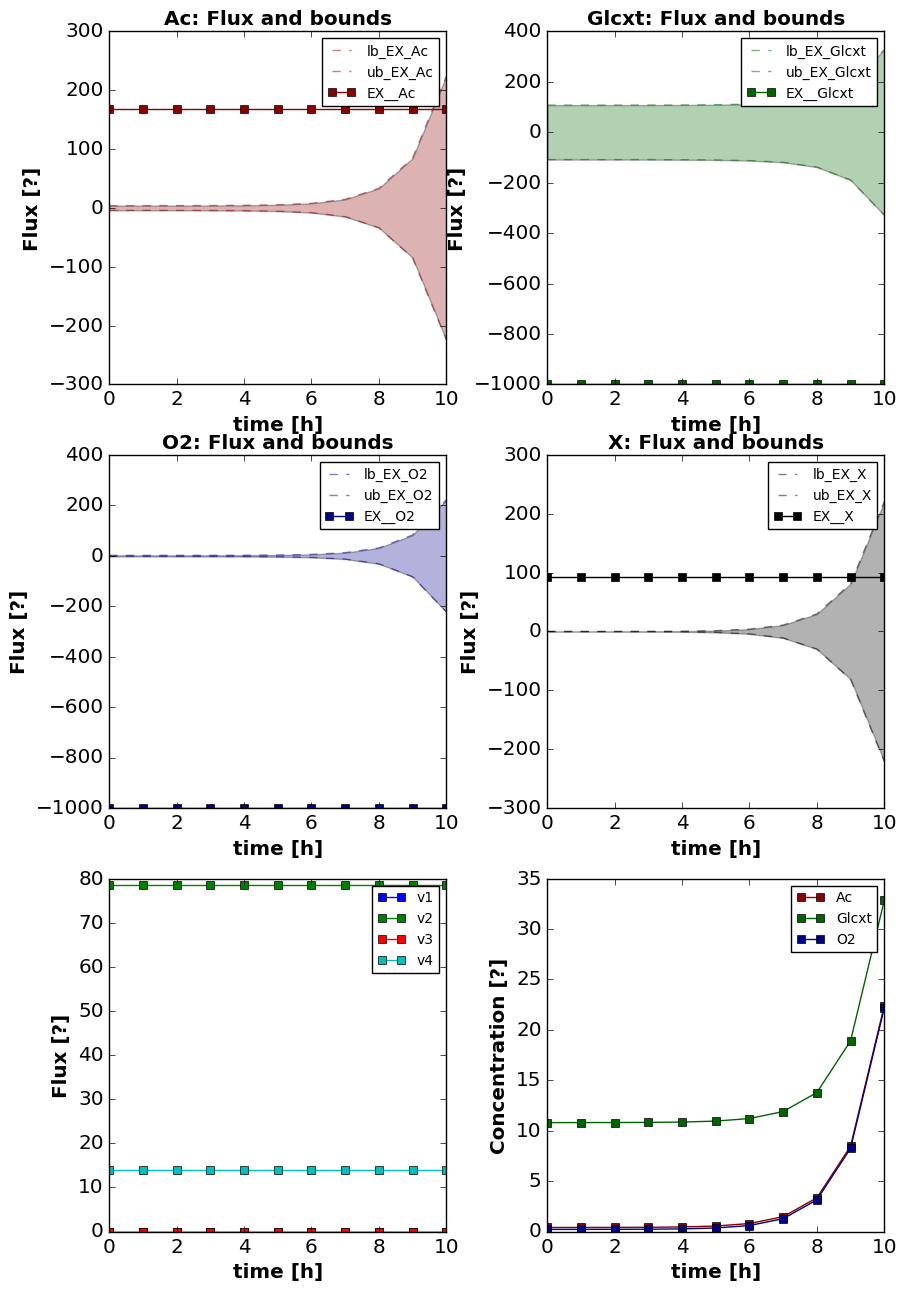 Ac: Flux and bounds
300
200
100
0
−100
−200
−300
Flux [?]
lb_EX_Ac
ub_EX_Ac
EX__Ac
0 2 4 6 8 10
time [h]
Glcxt: Flux and bounds
400
200
0
−200
−400
−600
−800
−1000
Flux [?]
lb_EX_Glcxt
ub_EX_Glcxt
EX__Glcxt
0 2 4 6 8 10
time [h]
O2: Flux and bounds
400
200
0
−200
−400
−600
−800
−1000
Flux [?]
lb_EX_O2
ub_EX_O2
EX__O2
0 2 4 6 8 10
time [h]
X: Flux and bounds
300
200
100
0
−100
−200
−300
Flux [?]
lb_EX_X
ub_EX_X
EX__X
0 2 4 6 8 10
time [h]
80
70
60
50
40
30
20
10
0
Flux [?]
v1
v2
v3
v4
0 2 4 6 8 10
time [h]
35
30
25
20
15
10
5
0
Concentration [?]
Ac
Glcxt
O2
0 2 4 6 8 10
time [h]